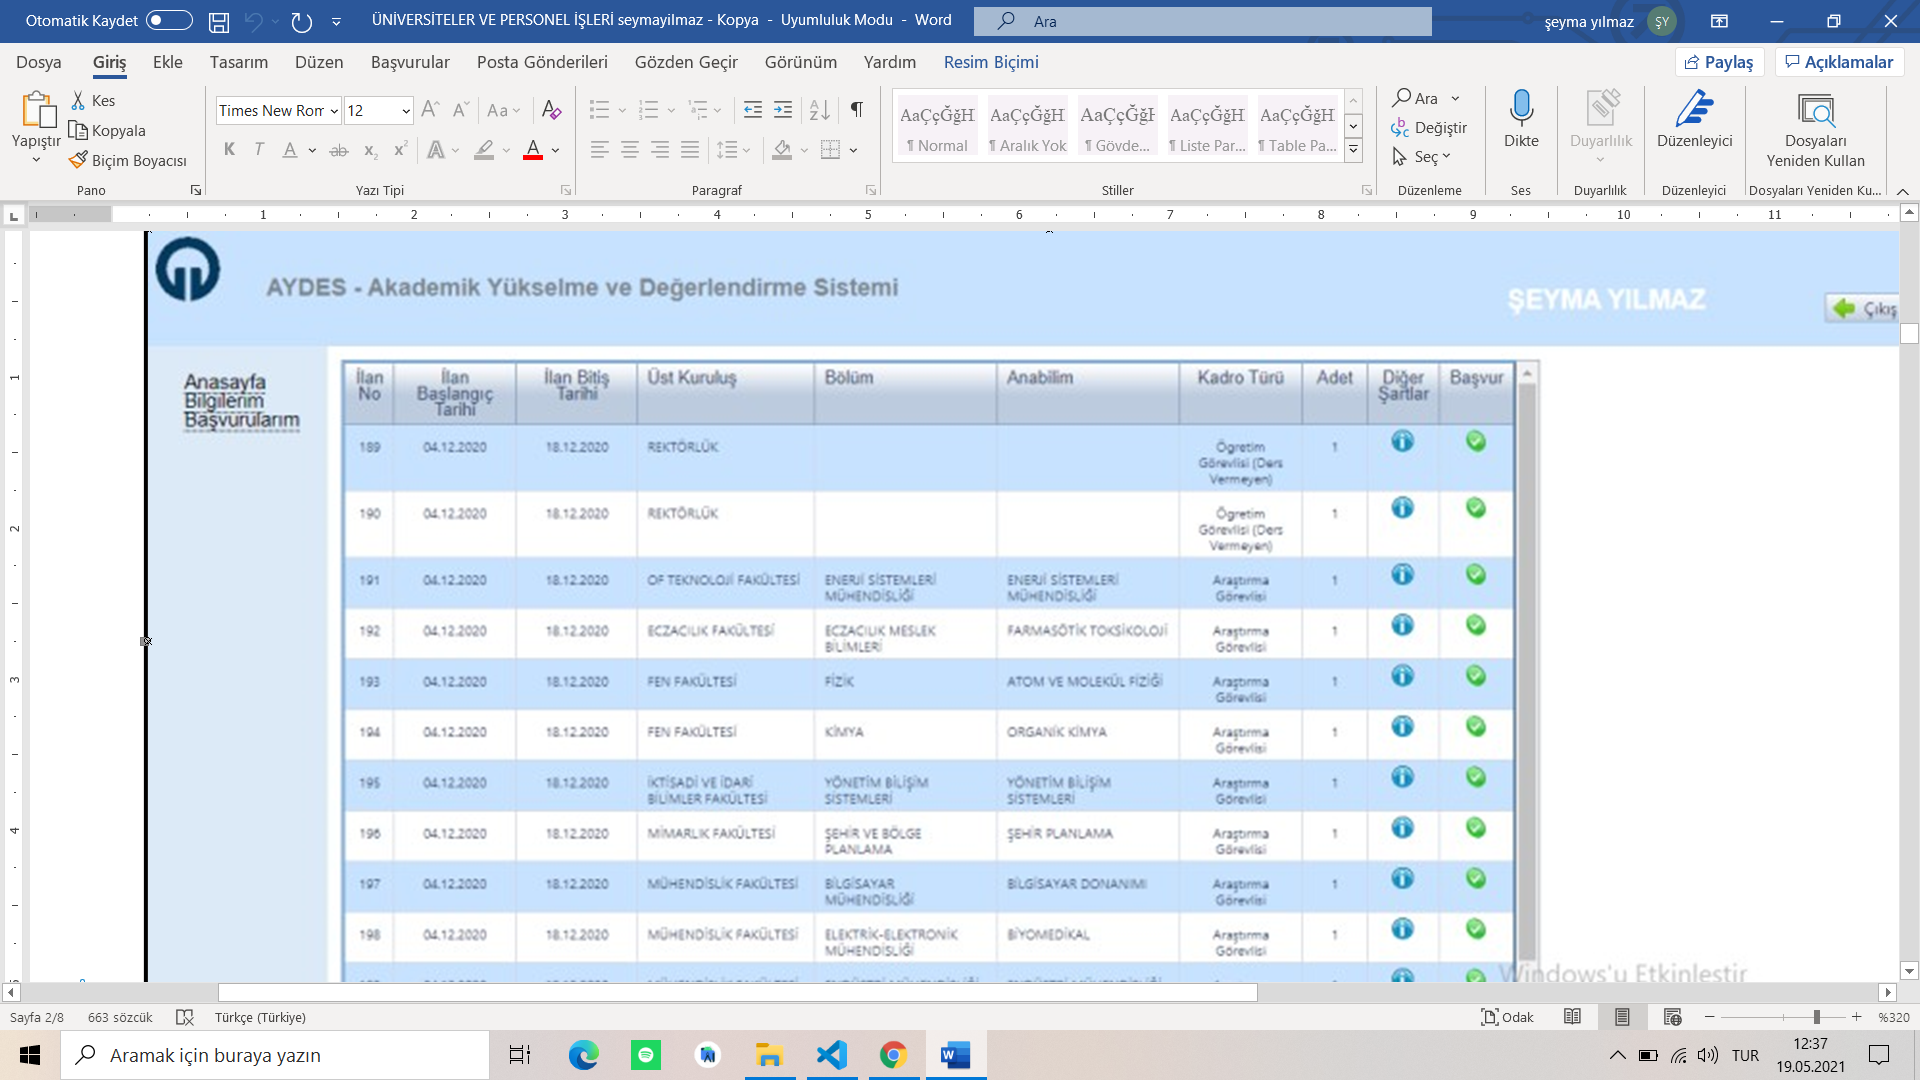 Otomatik Kaydet
ÜNİVERSİTELER VE PERSONEL İŞLERİ seymayilmaz - Kopya - Uyumluluk Modu - Word
Ara
şeyma yılmaz
ŞY
Dosya Giriş Ekle Tasarım Düzen Başvurular Posta Gönderileri Gözden Geçir Görünüm Yardım Resim Biçimi
Paylaş
Açıklamalar
Yapıştır
Kes
Kopyala
Biçim Boyacısı
Pano
Times New Rom
12
Yazı Tipi
Paragraf
AaÇçĞğH AaÇçĞğH AaÇçĞğH AaÇçĞğH AaÇçĞğH
¶ Normal ¶ Aralık Yok ¶ Gövde... ¶ Liste Par... ¶ Table Pa...
Stiller
Ara
Değiştir
Seç
Düzenleme
Dikte
Ses
Duyarlılık
Duyarlılık
Düzenleyici
Düzenleyici
Dosyaları
Yeniden Kullan
Dosyaları Yeniden Ku...
1 2 3 4 5 6 7 8 9 10 11
AYDES - Akademik Yükselme ve Değerlendirme Sistemi
ŞEYMA YILMAZ
Çıkış
Anasayfa
Bilgilerim
Başvurularım
İlan No İlan Başlangıç Tarihi İlan Bitiş Tarihi Üst Kuruluş Bölüm Anabilim Kadro Türü Adet Diğer Şartlar Başvur
189 04.12.2020 18.12.2020 REKTÖRLÜK Ögretim Görevlisi (Ders Vermeyen) 1
190 04.12.2020 18.12.2020 REKTÖRLÜK Ögretim Görevlisi (Ders Vermeyen) 1
191 04.12.2020 18.12.2020 OF TEKNOLOJİ FAKÜLTESİ ENERJİ SİSTEMLERİ MÜHENDİSLİĞİ ENERJİ SİSTEMLERİ MÜHENDİSLİĞİ Araştırma Görevlisi 1
192 04.12.2020 18.12.2020 ECZACILIK FAKÜLTESİ ECZACILIK MESLEK BİLİMLERİ FARMASÖTİK TOKSİKOLOJİ Araştırma Görevlisi 1
193 04.12.2020 18.12.2020 FEN FAKÜLTESİ FİZİK ATOM VE MOLEKÜL FİZİĞİ Araştırma Görevlisi 1
194 04.12.2020 18.12.2020 FEN FAKÜLTESİ KİMYA ORGANİK KİMYA Araştırma Görevlisi 1
195 04.12.2020 18.12.2020 İKTİSADİ VE İDARİ BİLİMLER FAKÜLTESİ YÖNETİM BİLİŞİM SİSTEMLERİ YÖNETİM BİLİŞİM SİSTEMLERİ Araştırma Görevlisi 1
196 04.12.2020 18.12.2020 MİMARLIK FAKÜLTESİ ŞEHİR VE BÖLGE PLANLAMA ŞEHİR PLANLAMA Araştırma Görevlisi 1
197 04.12.2020 18.12.2020 MÜHENDİSLİK FAKÜLTESİ BİLGİSAYAR MÜHENDİSLİĞİ BİLGİSAYAR DONANIMI Araştırma Görevlisi 1
198 04.12.2020 18.12.2020 MÜHENDİSLİK FAKÜLTESİ ELEKTRİK-ELEKTRONİK MÜHENDİSLİĞİ BİYOMEDİKAL Araştırma Görevlisi 1
Windows'u Etkinleştir
Sayfa 2/8 663 sözcük Türkçe (Türkiye)
Odak
%320
Aramak için buraya yazın
TUR
12:37
19.05.2021